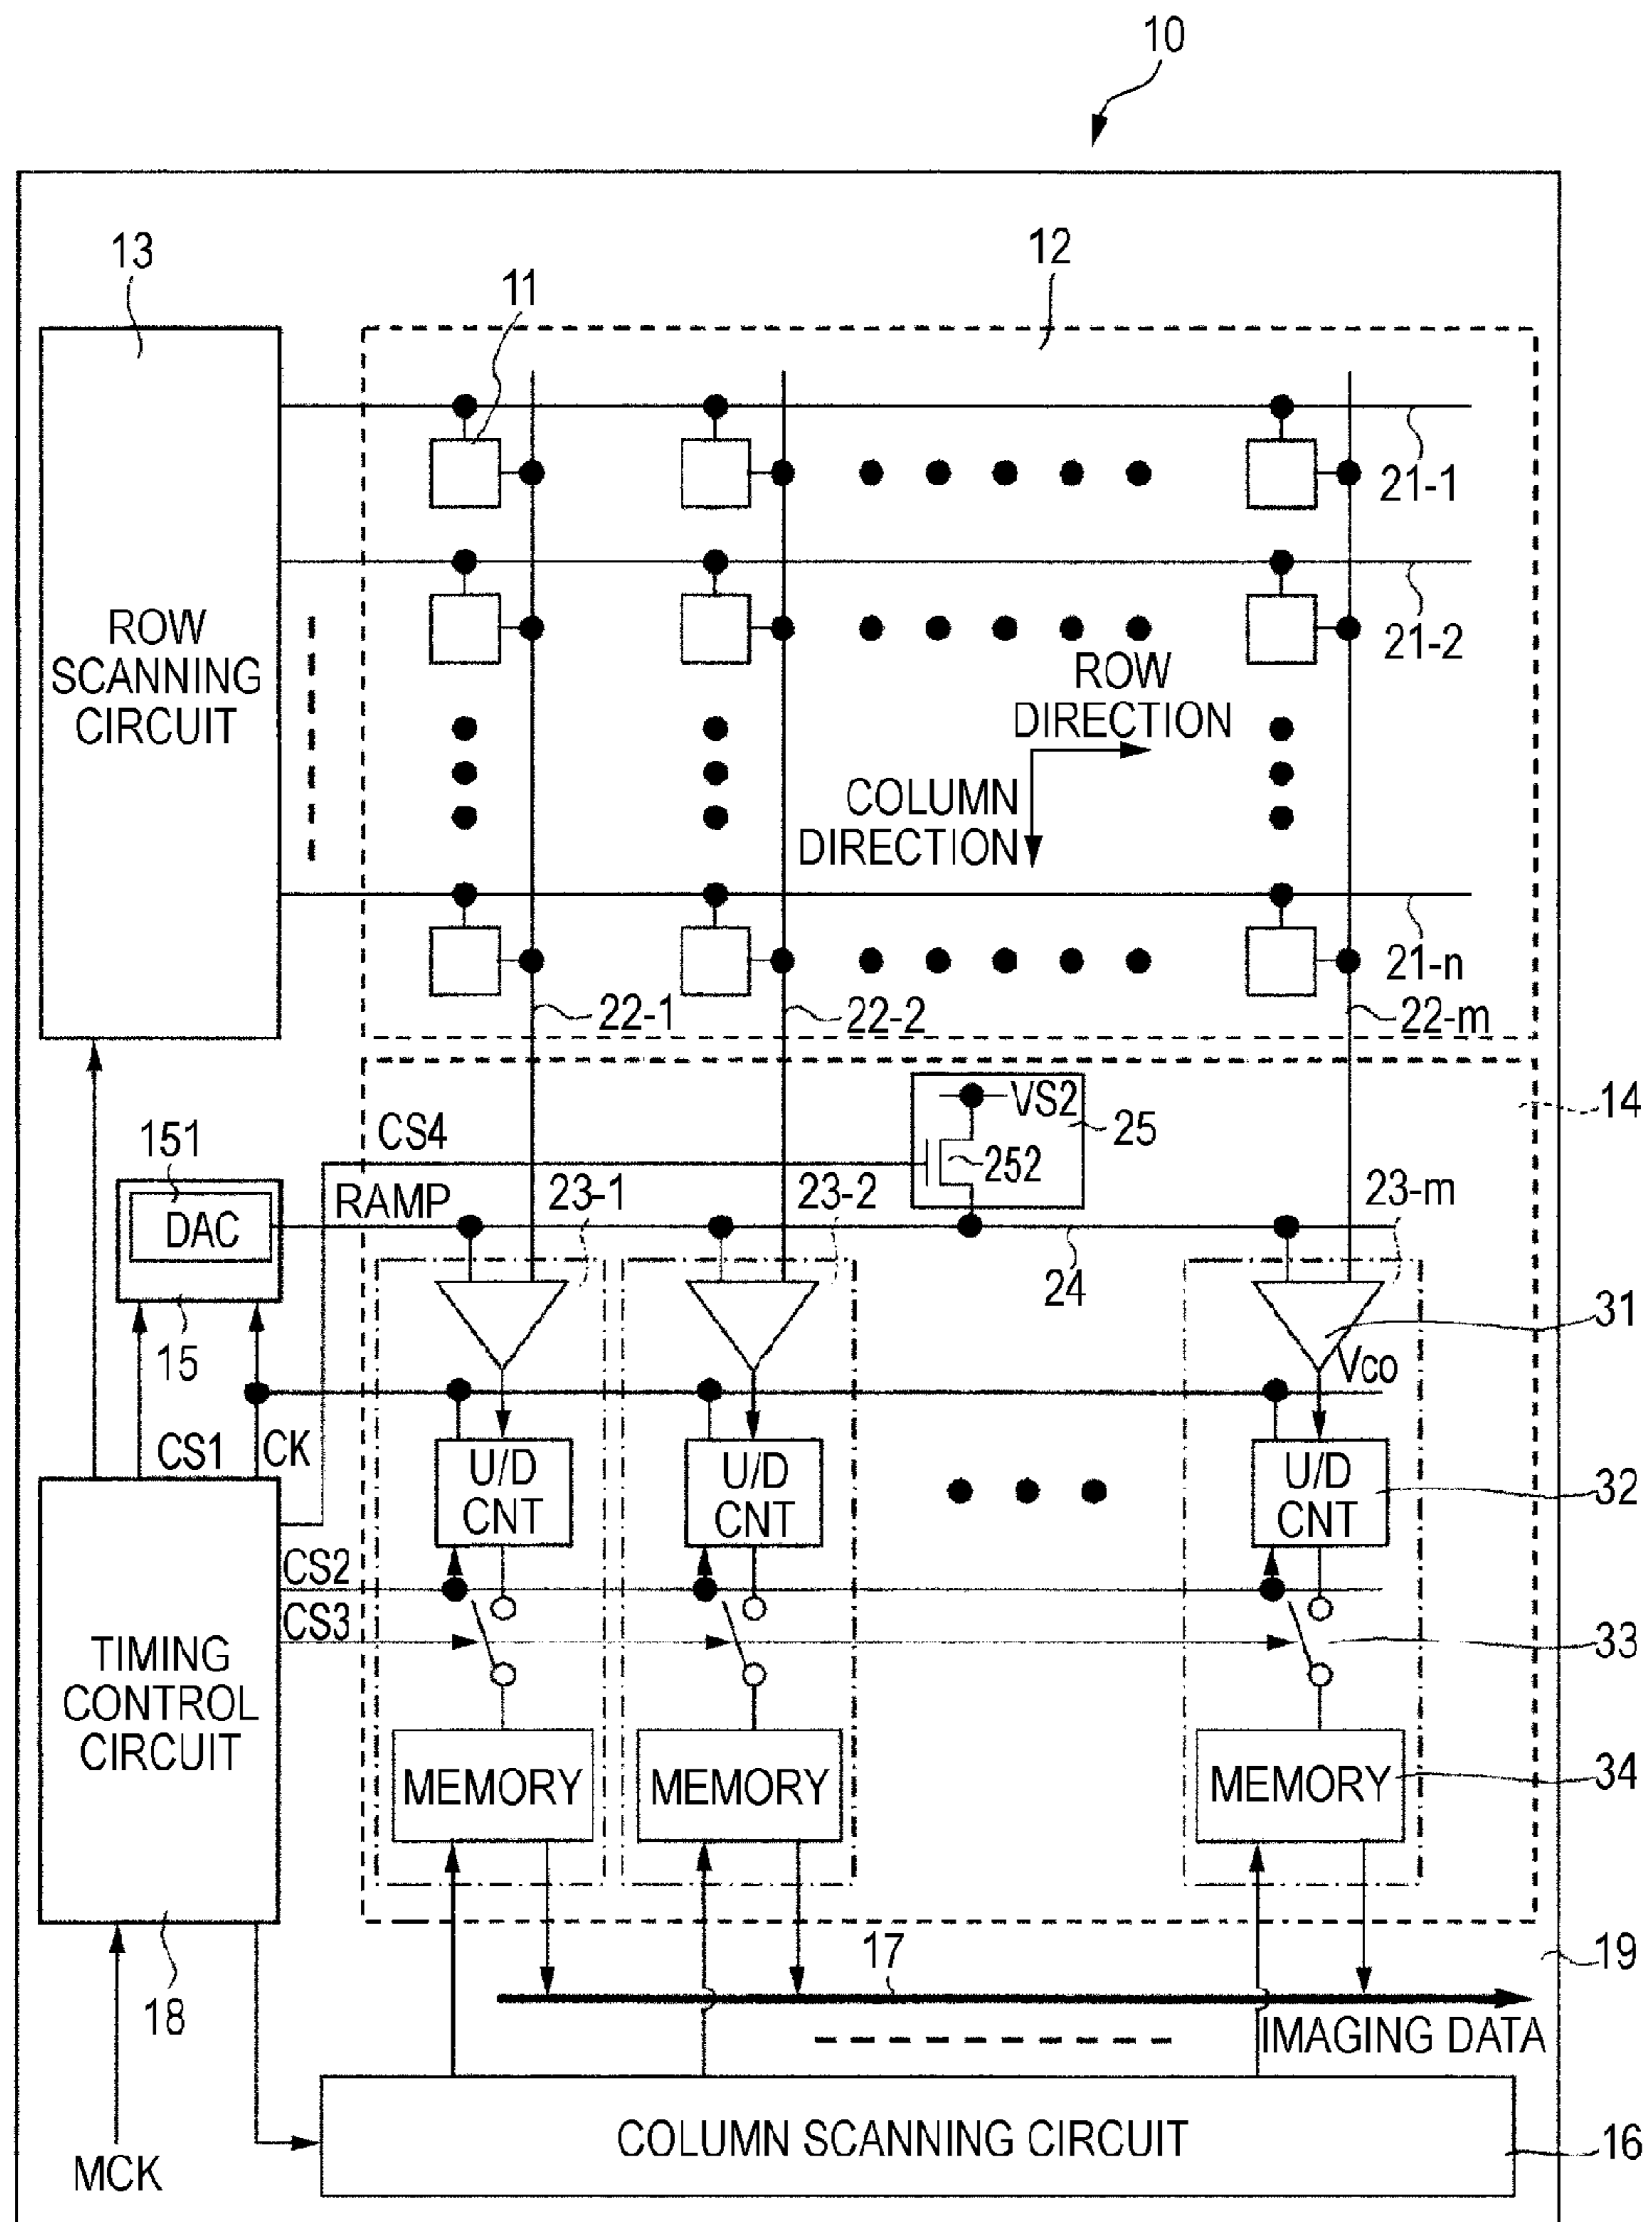 10
13
11
12
21-1
21-2
ROW
SCANNING
CIRCUIT
ROW
DIRECTION
COLUMN
DIRECTION
21-n
22-1
22-2
22-m
VS2
25
14
CS4
252
151
DAC
RAMP
23-1
23-2
23-m
24
15
31
VCO
CS1
CK
U/D
CNT
U/D
CNT
U/D
CNT
32
CS2
CS3
33
TIMING
CONTROL
CIRCUIT
MEMORY
MEMORY
MEMORY
34
17
19
18
IMAGING DATA
COLUMN SCANNING CIRCUIT
16
MCK